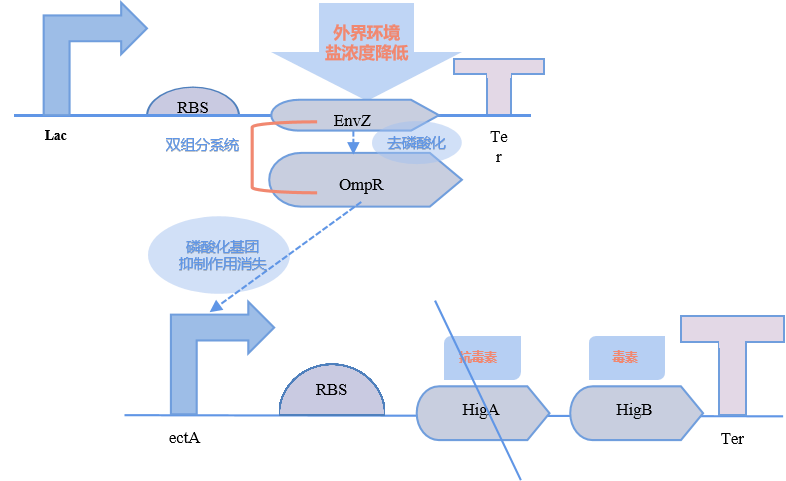 外界环境
盐浓度降低
RBS
EnvZ
Lac
双组分系统
去磷酸化
Te
r
OmpR
磷酸化基团
抑制作用消失
抗毒素
毒素
RBS
HigA
HigB
ectA
Ter